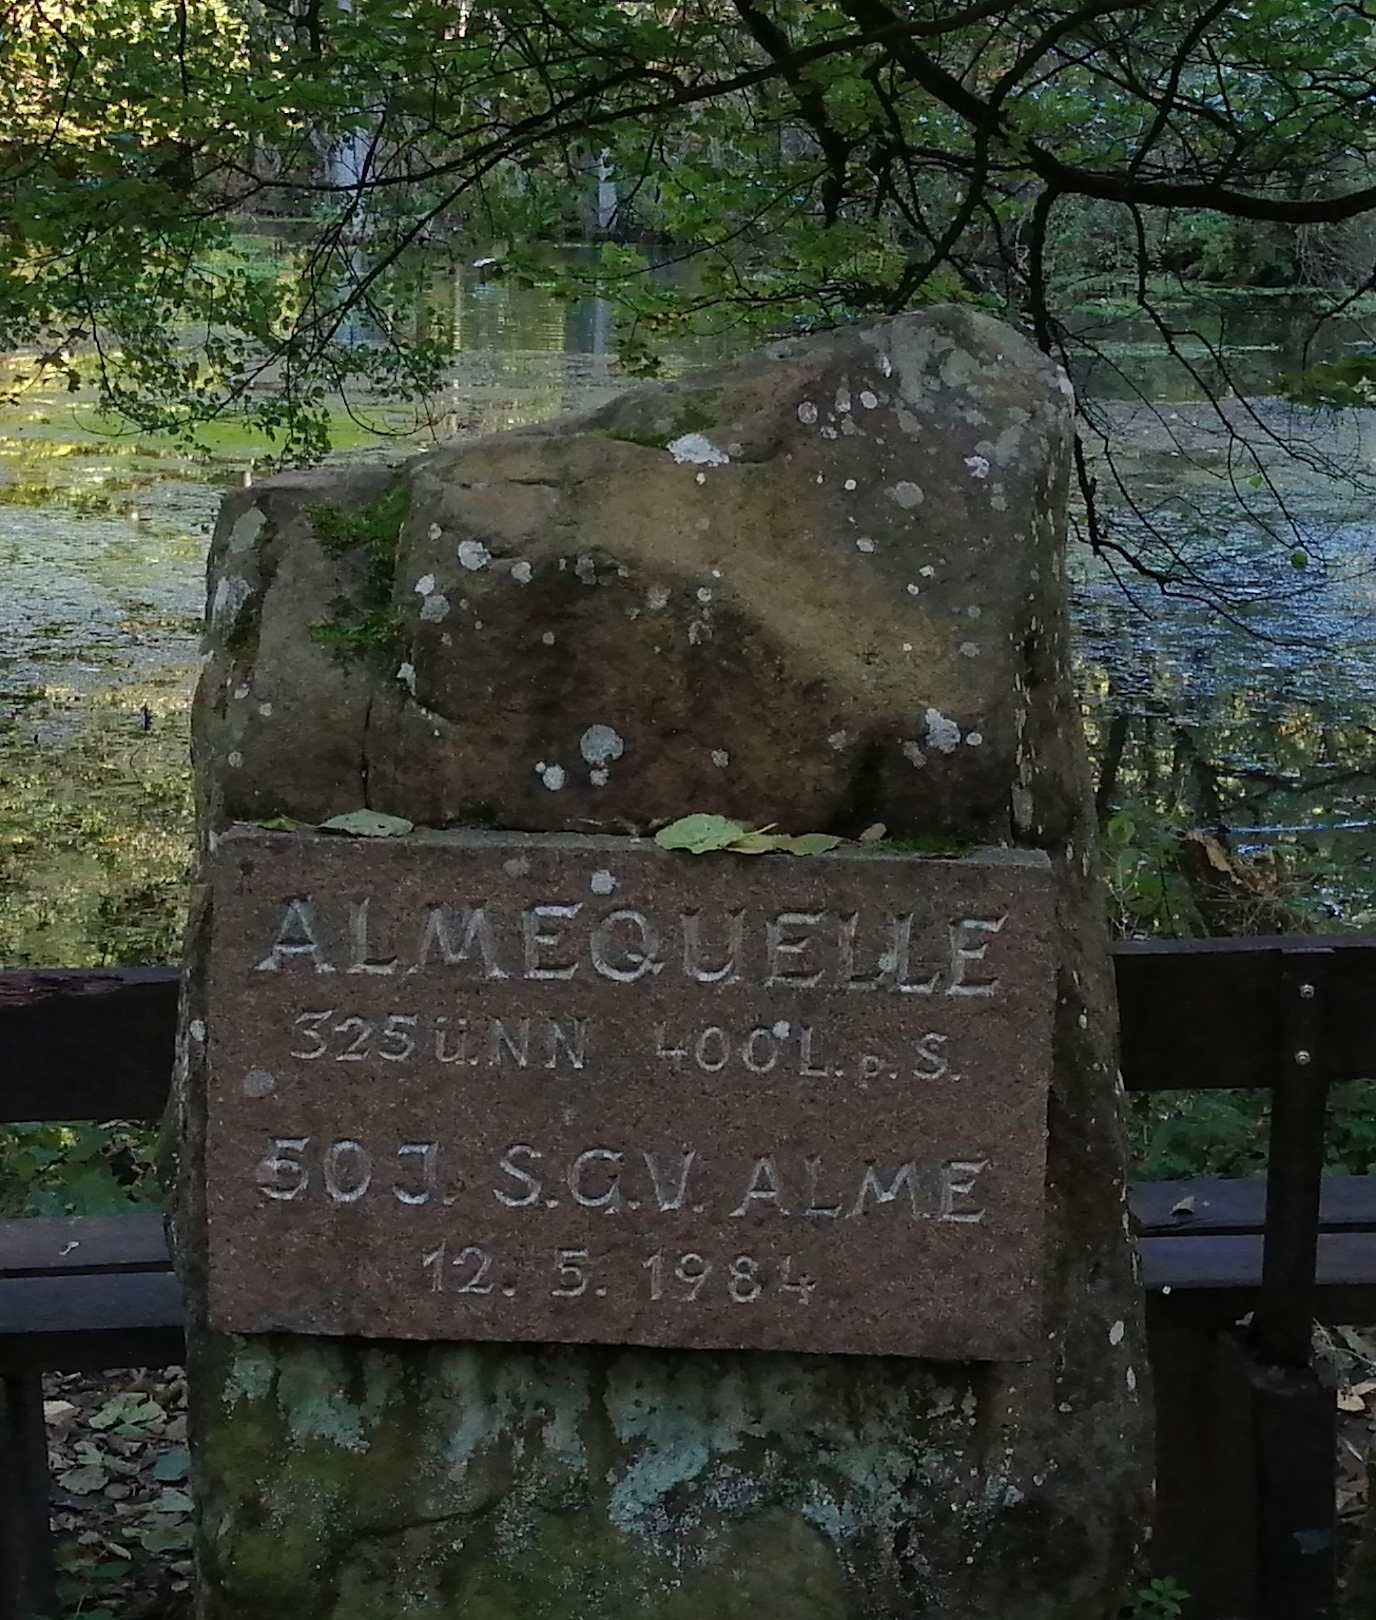 ALMEQUELLE
325 ü.NN 400 L. p. S.
50 J. S.G.V. ALME
12. 5. 1984